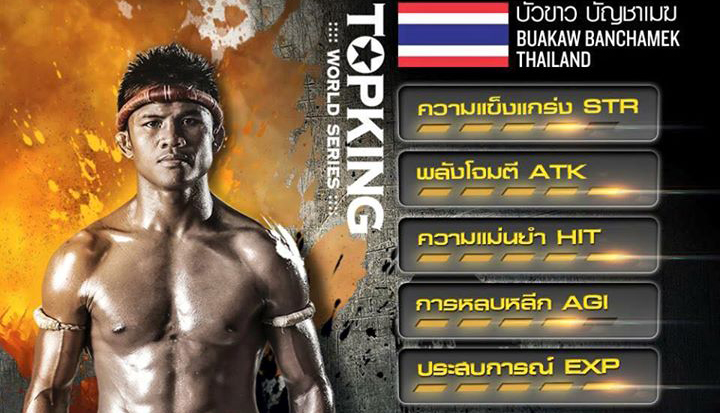 TOPKING
::::: WORLD SERIES :::::
บัวขาว บัญชาเมฆ
BUAKAW BANCHAMEK
THAILAND
ความแข็งแกร่ง STR
พลังโจมตี ATK
ความแม่นยำ HIT
การหลบหลีก AGI
ประสบการณ์ EXP